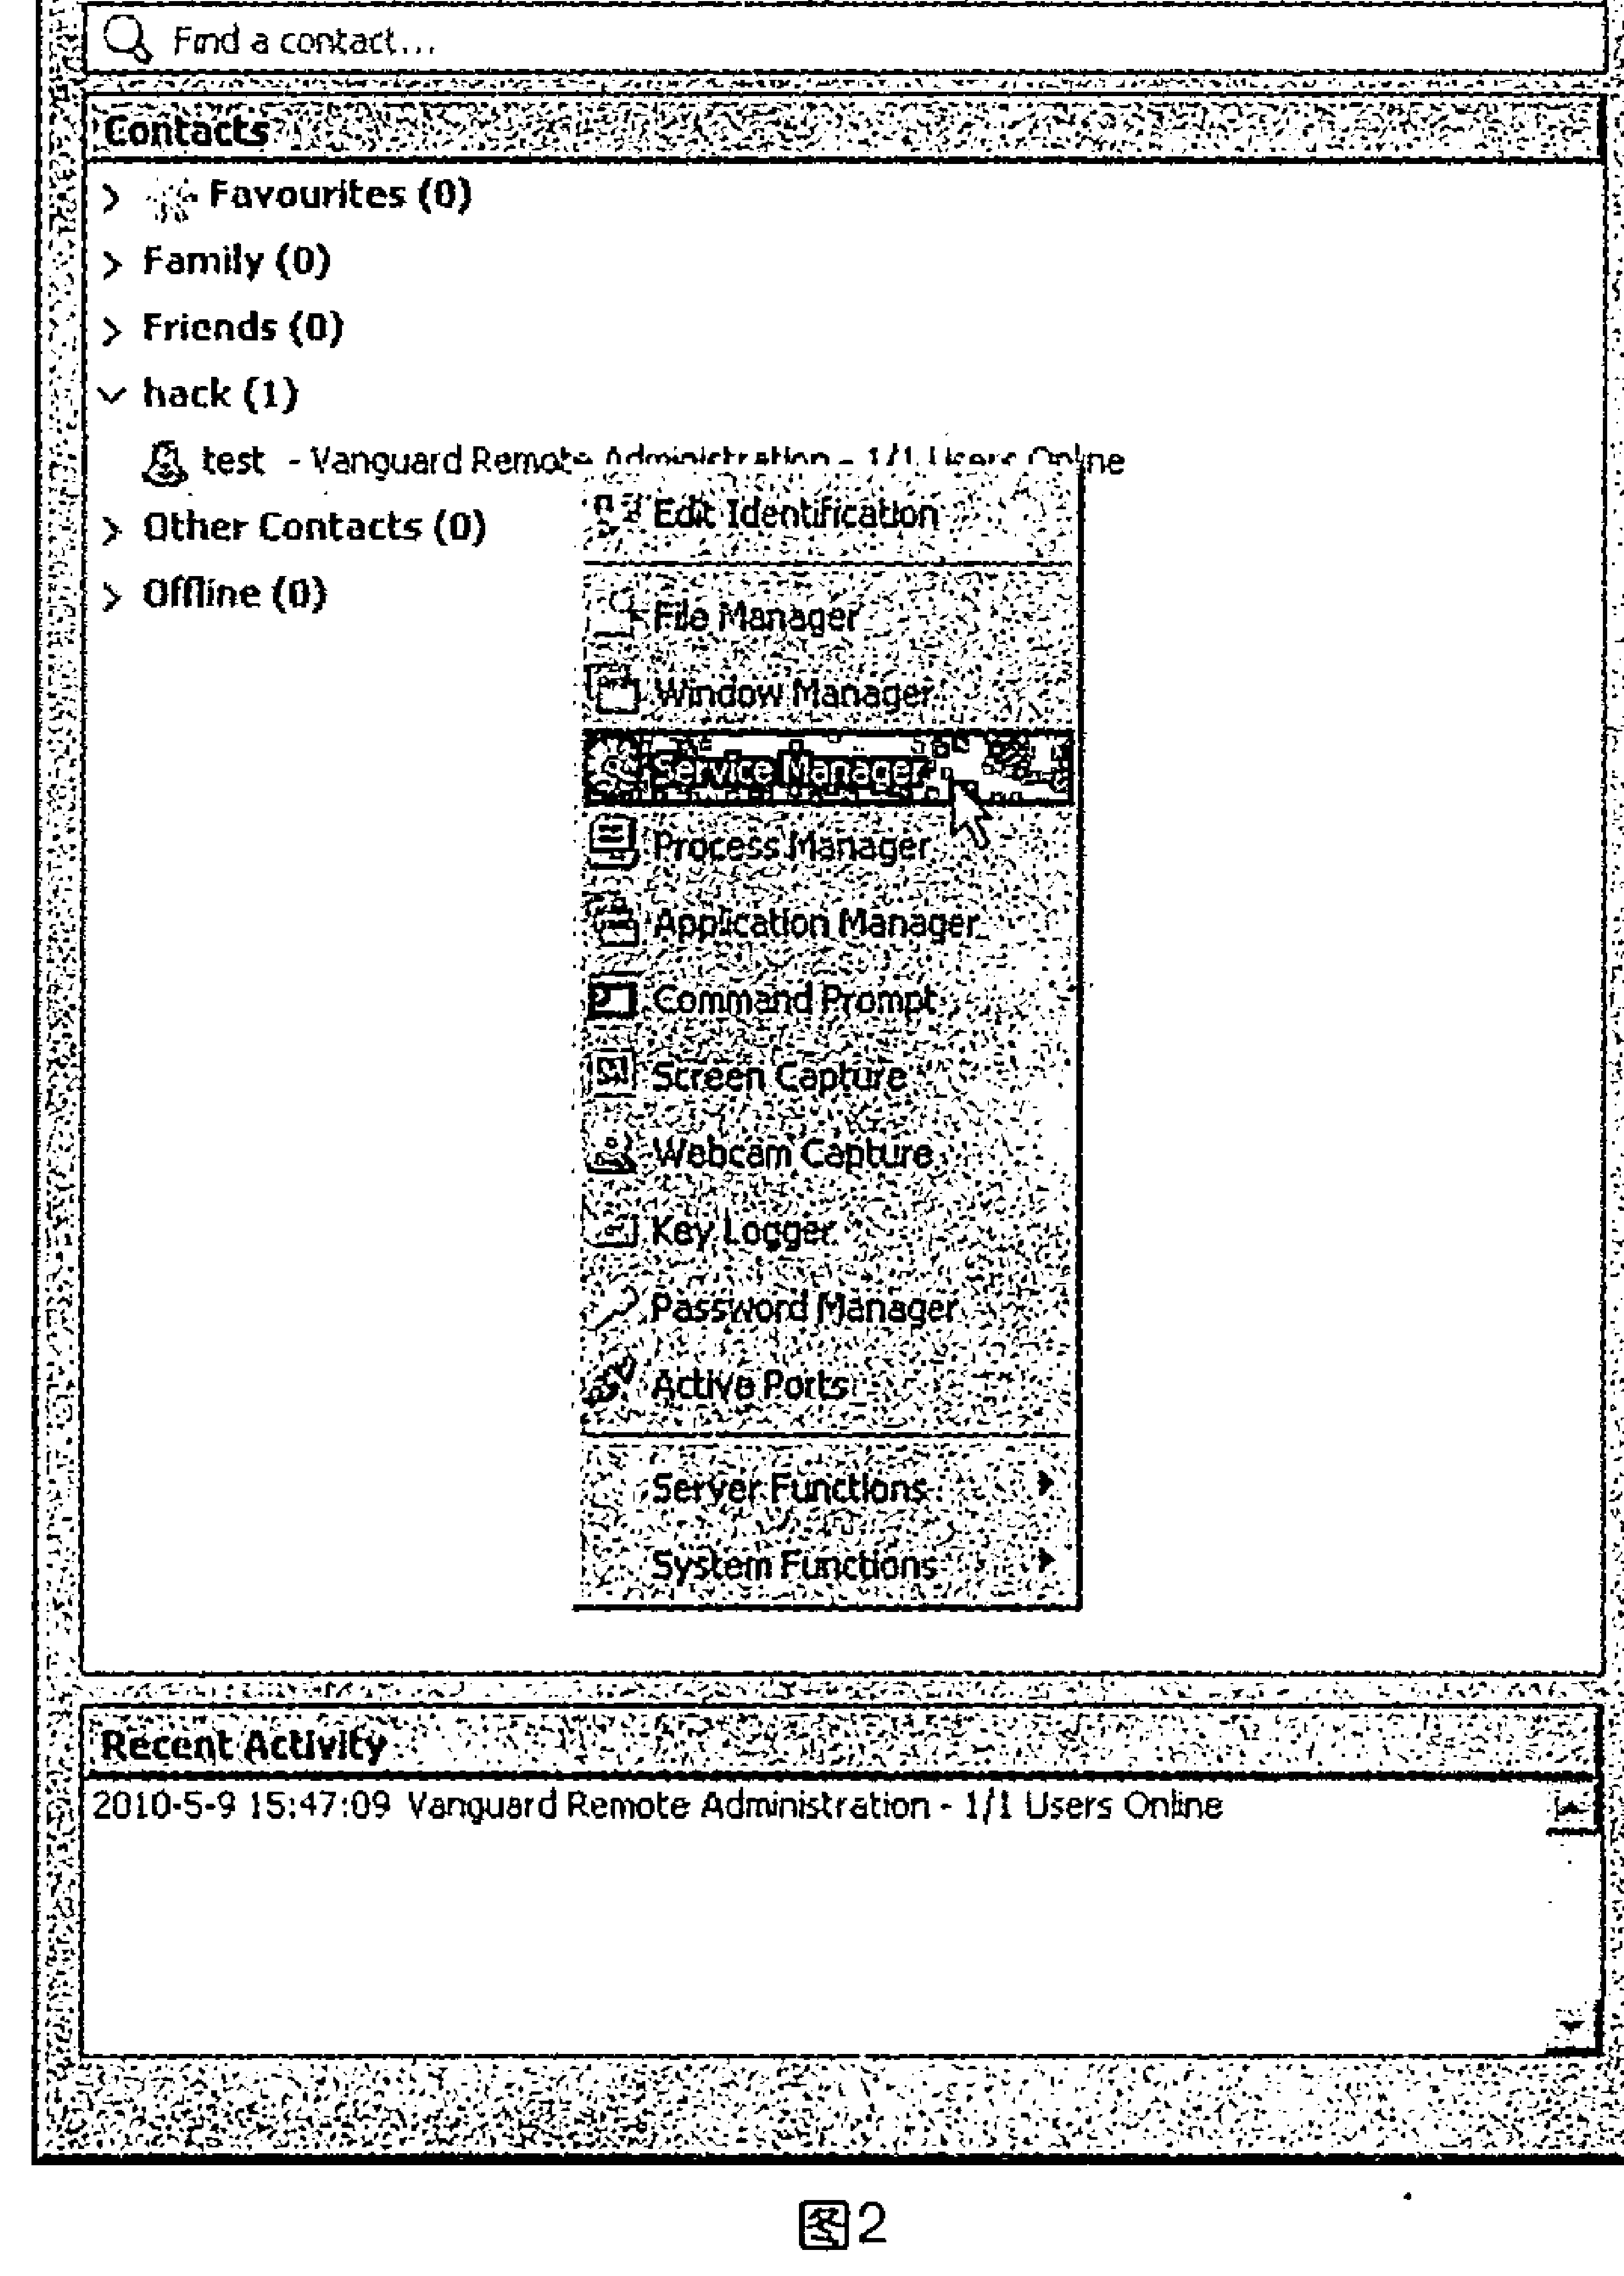 Find a contact...
Contacts
Favourites (0)
Family (0)
Friends (0)
hack (1)
test - Vanguard Remote Administration - 1/1 Users Online
Other Contacts (0)
Offline (0)
Edit Identification
File Manager
Window Manager
Service Manager
Process Manager
Application Manager
Command Prompt
Screen Capture
Webcam Capture
Key Logger
Password Manager
Active Ports
Server Functions
System Functions
Recent Activity
2010-5-9 15:47:09 Vanguard Remote Administration - 1/1 Users Online
图2